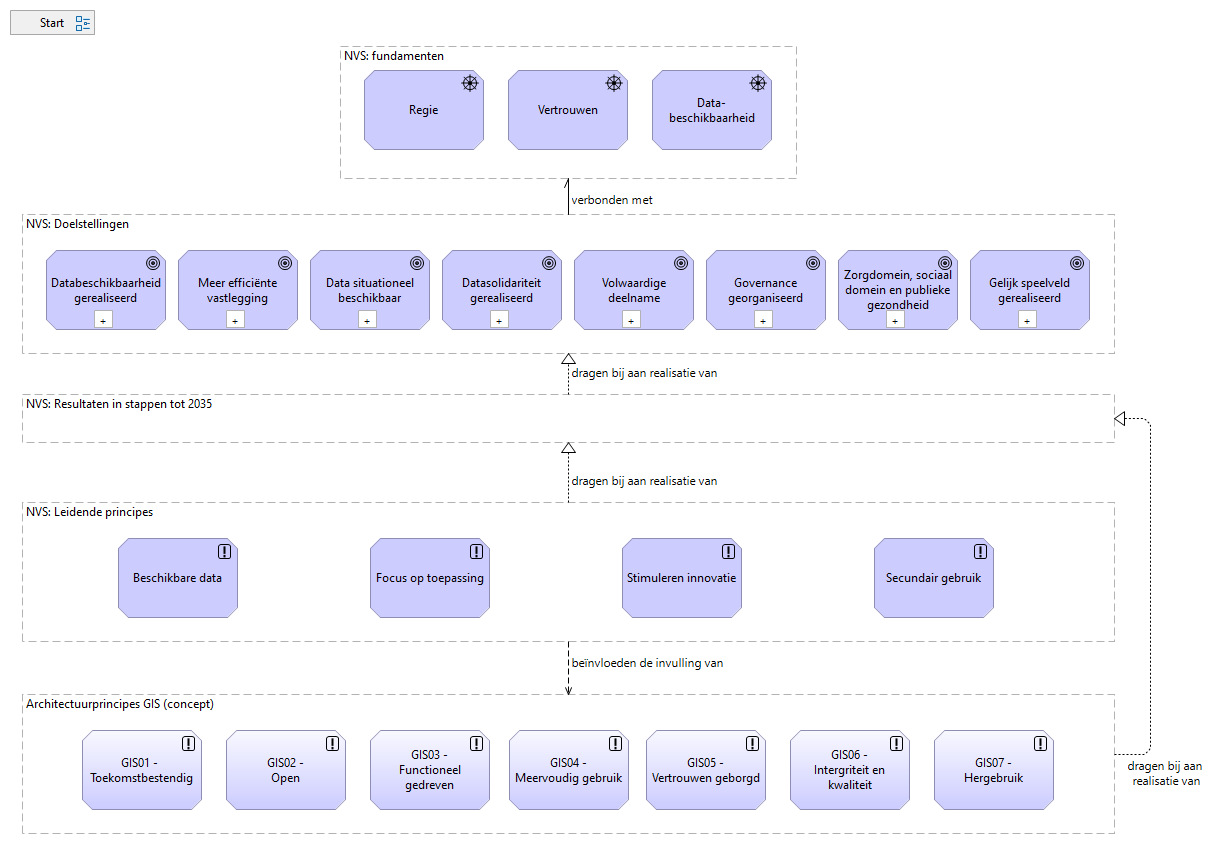 Start
NVS: fundamenten
Regie
Vertrouwen
Data-
beschikbaarheid
verbonden met
NVS: Doelstellingen
Databeschikbaarheid
gerealiseerd
Meer efficiënte
vastlegging
Data situationeel
beschikbaar
Datasolidariteit
gerealiseerd
Volwaardige
deelname
Governance
georganiseerd
Zorgdomein, sociaal
domein en publieke
gezondheid
Gelijk speelveld
gerealiseerd
dragen bij aan realisatie van
NVS: Resultaten in stappen tot 2035
dragen bij aan realisatie van
NVS: Leidende principes
Beschikbare data
Focus op toepassing
Stimuleren innovatie
Secundair gebruik
beïnvloeden de invulling van
Architectuurprincipes GIS (concept)
GIS01 -
Toekomstbestendig
GIS02 -
Open
GIS03 -
Functioneel
gedreven
GIS04 -
Meervoudig gebruik
GIS05 -
Vertrouwen geborgd
GIS06 -
Intergriteit en
kwaliteit
GIS07 -
Hergebruik
dragen bij aan
realisatie van